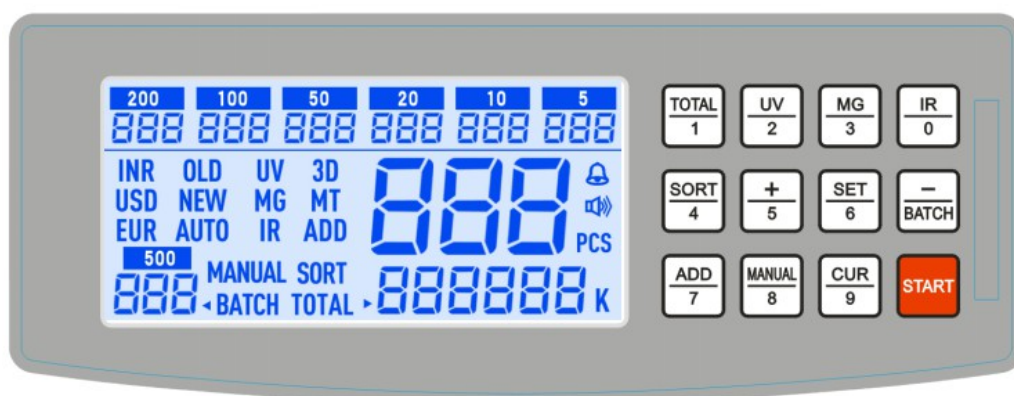 200 100 50 20 10 5
888 888 888 888 888 888
INR OLD UV 3D
USD NEW MG MT
EUR AUTO IR ADD
888
PCS
500
MANUAL SORT
888 BATCH TOTAL 888888 K
TOTAL UV MG IR
1 2 3 0
SORT + SET −
4 5 6 BATCH
ADD MANUAL CUR START
7 8 9